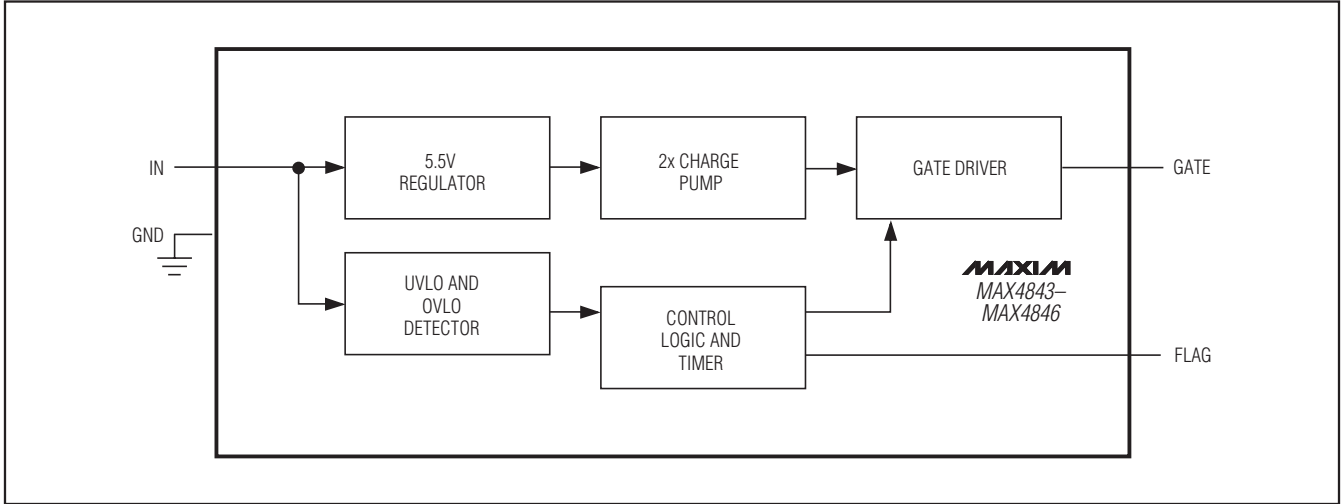 IN
GND
5.5V
REGULATOR
2x CHARGE
PUMP
GATE DRIVER
GATE
UVLO AND
OVLO
DETECTOR
CONTROL
LOGIC AND
TIMER
MAXIM
MAX4843–
MAX4846
FLAG